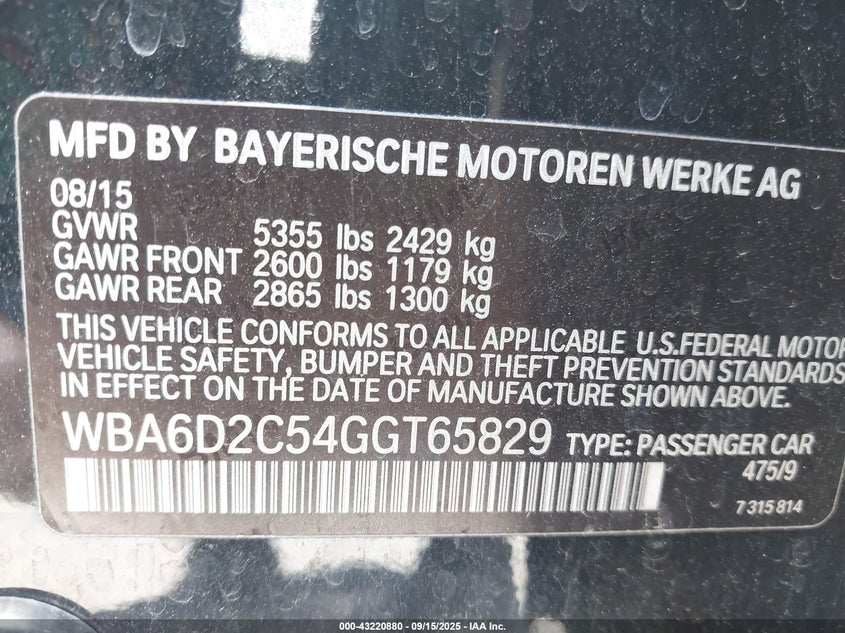 MFD BY BAYERISCHE MOTOREN WERKE AG
08/15
GVWR 5355 lbs 2429 kg
GAWR FRONT 2600 lbs 1179 kg
GAWR REAR 2865 lbs 1300 kg
THIS VEHICLE CONFORMS TO ALL APPLICABLE U.S.FEDERAL MOTOR
VEHICLE SAFETY, BUMPER AND THEFT PREVENTION STANDARDS
IN EFFECT ON THE DATE OF MANUFACTURE SHOWN ABOVE.
WBA6D2C54GGT65829 TYPE: PASSENGER CAR
475/9
7 315 814
000-43220880 - 09/15/2025 - IAA Inc.